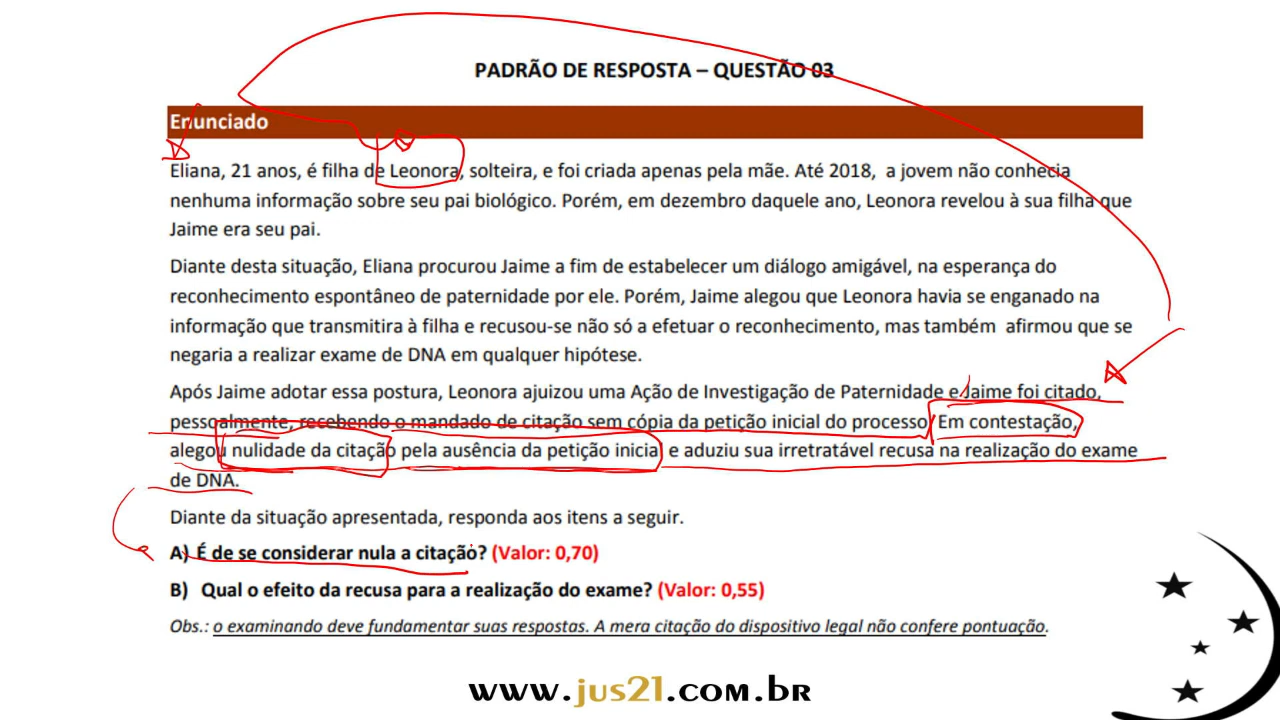 PADRÃO DE RESPOSTA – QUESTÃO 03
Enunciado
Eliana, 21 anos, é filha de Leonora, solteira, e foi criada apenas pela mãe. Até 2018, a jovem não conhecia
nenhuma informação sobre seu pai biológico. Porém, em dezembro daquele ano, Leonora revelou à sua filha que
Jaime era seu pai.
Diante desta situação, Eliana procurou Jaime a fim de estabelecer um diálogo amigável, na esperança do
reconhecimento espontâneo de paternidade por ele. Porém, Jaime alegou que Leonora havia se enganado na
informação que transmitira à filha e recusou-se não só a efetuar o reconhecimento, mas também afirmou que se
negaria a realizar exame de DNA em qualquer hipótese.
Após Jaime adotar essa postura, Leonora ajuizou uma Ação de Investigação de Paternidade e Jaime foi citado,
pessoalmente, recebendo o mandado de citação sem cópia da petição inicial do processo. Em contestação,
alegou nulidade da citação pela ausência da petição inicial e aduziu sua irretratável recusa na realização do exame
de DNA.
Diante da situação apresentada, responda aos itens a seguir.
A) É de se considerar nula a citação? (Valor: 0,70)
B) Qual o efeito da recusa para a realização do exame? (Valor: 0,55)
Obs.: o examinando deve fundamentar suas respostas. A mera citação do dispositivo legal não confere pontuação.
www.jus21.com.br